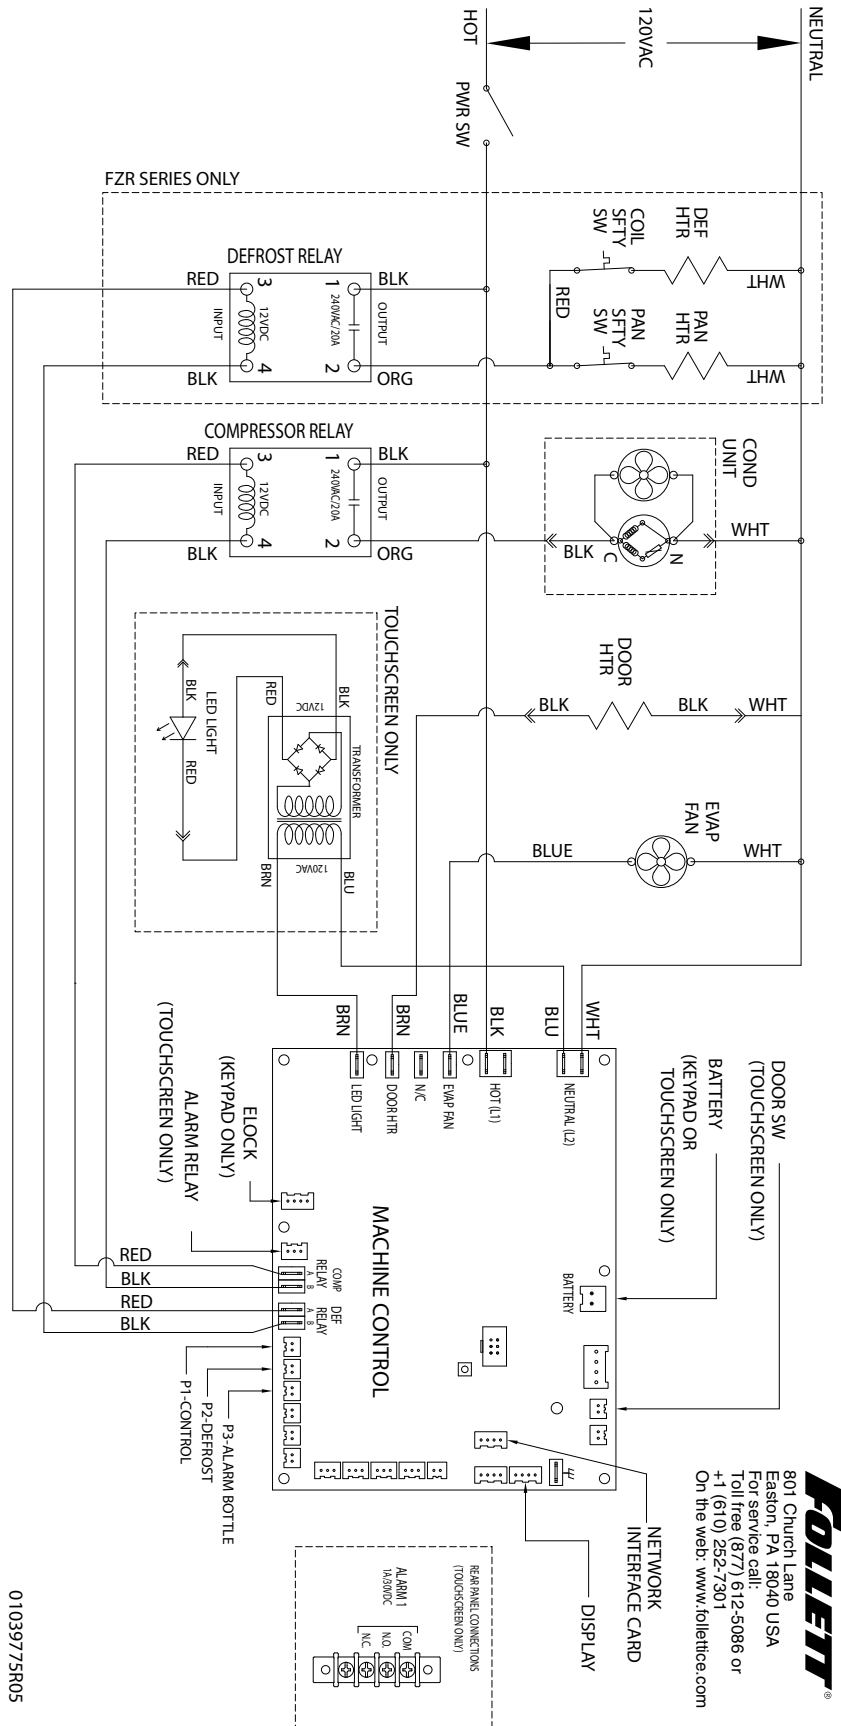 HOT
120VAC
NEUTRAL
PWR SW
FZR SERIES ONLY
DEFROST RELAY
RED
3
12VDC
INPUT
4
BLK
1
240VAC/20A
OUTPUT
2
BLK
ORG
COIL
SFTY
SW
DEF
HTR
WHT
RED
PAN
SFTY
SW
PAN
HTR
WHT
COMPRESSOR RELAY
RED
3
12VDC
INPUT
4
BLK
1
240VAC/20A
OUTPUT
2
BLK
ORG
COND
UNIT
BLK
C
N
WHT
TOUCHSCREEN ONLY
LED LIGHT
BLK
RED
RED
BLK
12VDC
TRANSFORMER
120VAC
BRN
BLU
DOOR
HTR
BLK
BLK
WHT
EVAP
FAN
BLUE
WHT
BRN
BRN
BLUE
BLK
BLU
WHT
LED LIGHT
DOOR HTR
N/C
EVAP FAN
HOT (L1)
NEUTRAL (L2)
MACHINE CONTROL
ELOCK
(KEYPAD ONLY)
ALARM RELAY
(TOUCHSCREEN ONLY)
BATTERY
(KEYPAD OR
TOUCHSCREEN ONLY)
DOOR SW
(TOUCHSCREEN ONLY)
BATTERY
RED
BLK
RED
BLK
A
B
COMP
RELAY
A
B
DEF
RELAY
P1-CONTROL
P2-DEFROST
P3-ALARM BOTTLE
NETWORK
INTERFACE CARD
DISPLAY
REAR PANEL CONNECTIONS
(TOUCHSCREEN ONLY)
ALARM 1
1A/30VDC
COM
N.O.
N.C.
FOLLETT®
801 Church Lane
Easton, PA 18040 USA
For service call:
Toll free (877) 612-5086 or
+1 (610) 252-7301
On the web: www.follettice.com
01039775R05